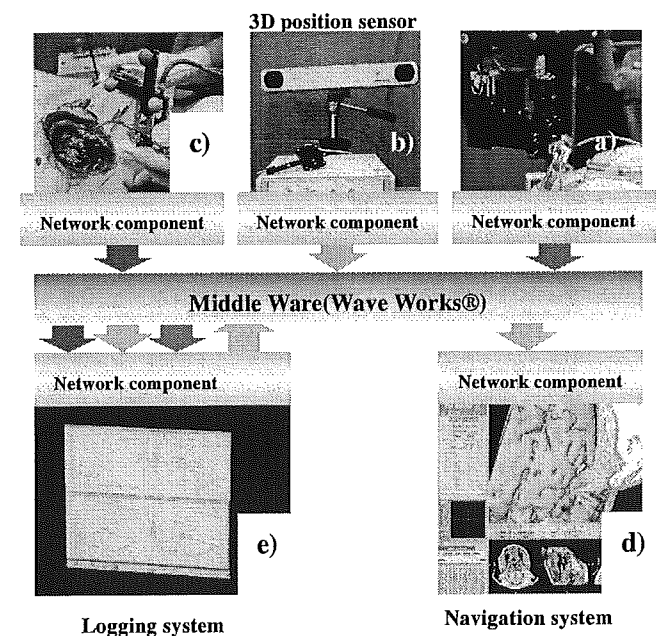 3D position sensor
c)
b)
a)
Network component
Network component
Network component
Middle Ware(Wave Works®)
Network component
Network component
e)
d)
Logging system
Navigation system